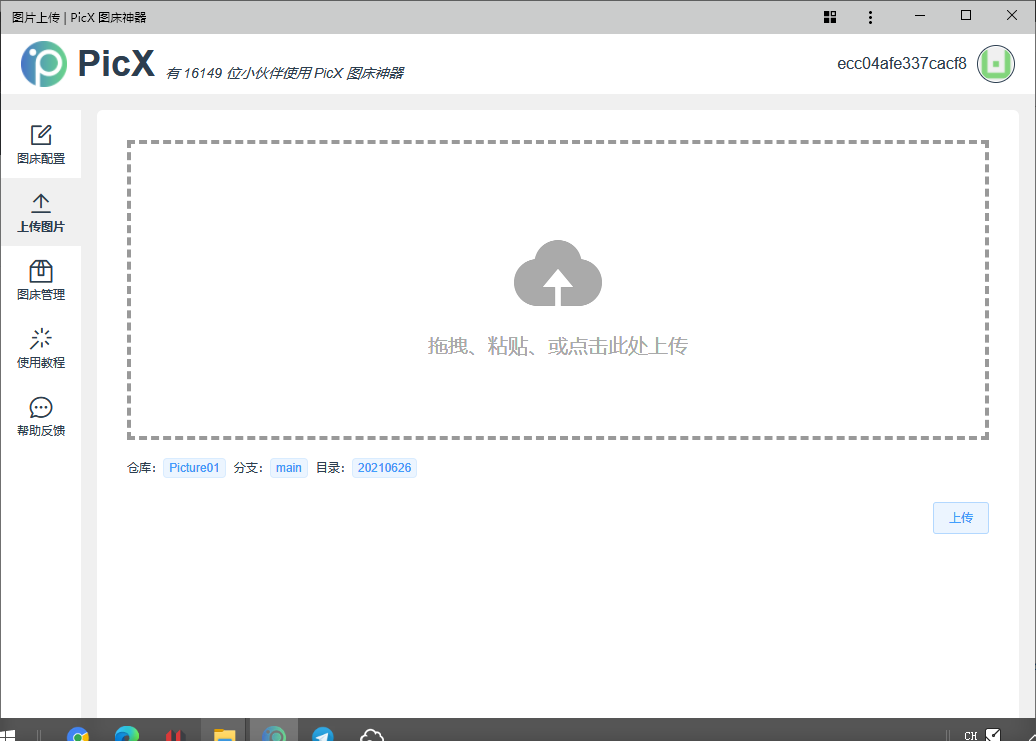 图片上传 | PicX 图床神器
PicX 有 16149 位小伙伴使用 PicX 图床神器
ecc04afe337cacf8
图床配置
上传图片
图床管理
使用教程
帮助反馈
拖拽、粘贴、或点击此处上传
仓库： Picture01 分支： main 目录： 20210626
上传
CH